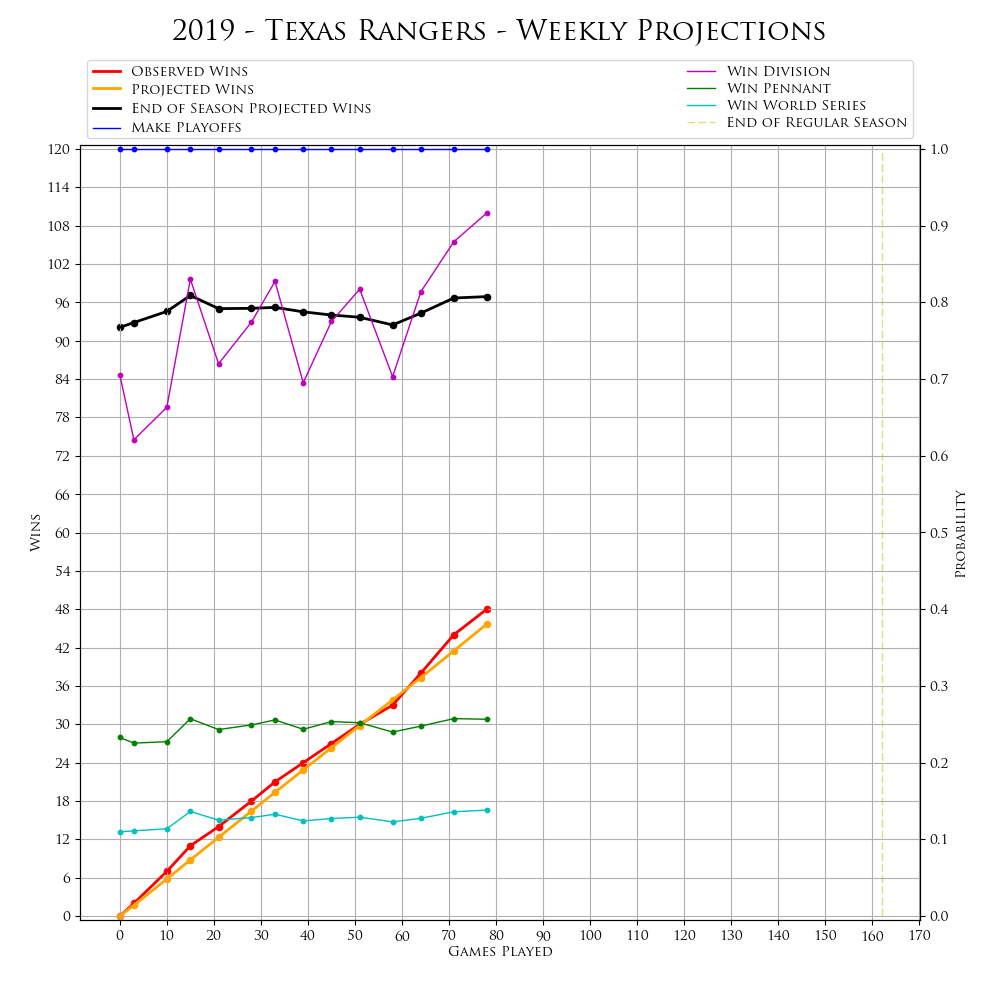 2019 - Texas Rangers - Weekly Projections
Observed Wins
Projected Wins
End of Season Projected Wins
Make Playoffs
Win Division
Win Pennant
Win World Series
End of Regular Season
120
114
108
102
96
90
84
78
72
66
60
54
48
42
36
30
24
18
12
6
0
Wins
1.0
0.9
0.8
0.7
0.6
0.5
0.4
0.3
0.2
0.1
0.0
Probability
0 10 20 30 40 50 60 70 80 90 100 110 120 130 140 150 160 170
Games Played